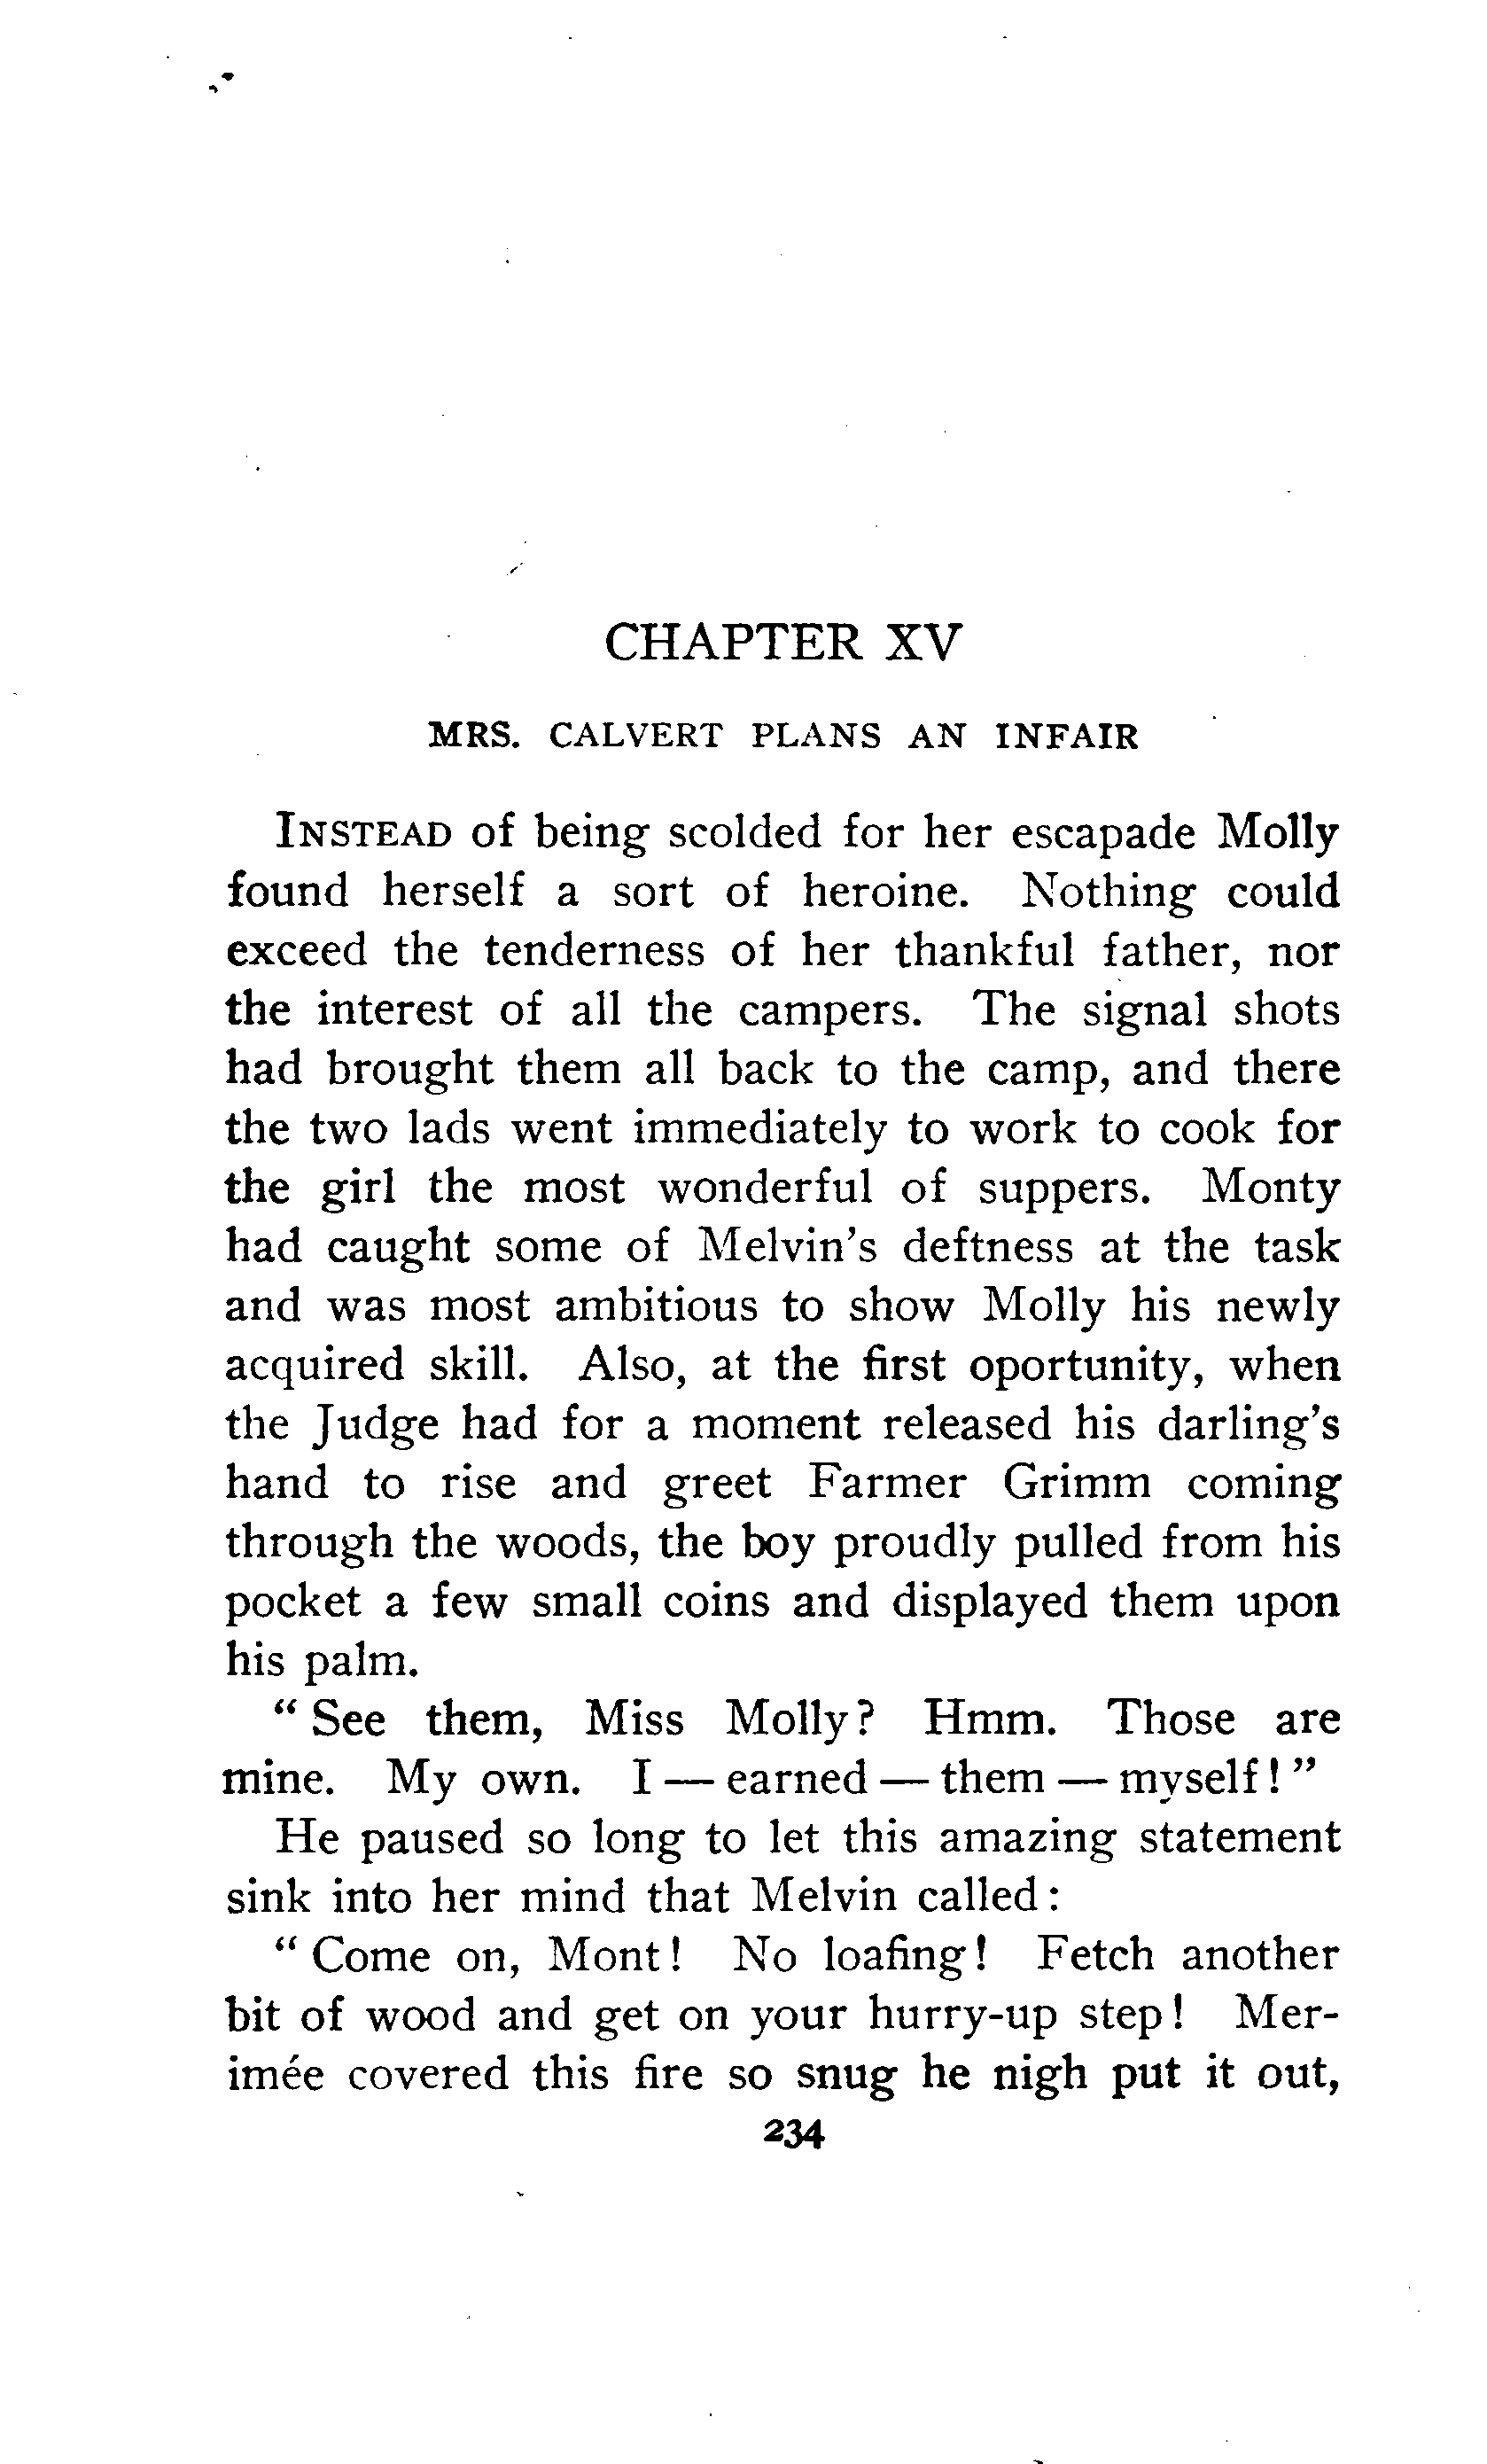 CHAPTER XV
MRS. CALVERT PLANS AN INFAIR
INSTEAD of being scolded for her escapade Molly
found herself a sort of heroine. Nothing could
exceed the tenderness of her thankful father, nor
the interest of all the campers. The signal shots
had brought them all back to the camp, and there
the two lads went immediately to work to cook for
the girl the most wonderful of suppers. Monty
had caught some of Melvin's deftness at the task
and was most ambitious to show Molly his newly
acquired skill. Also, at the first oportunity, when
the Judge had for a moment released his darling's
hand to rise and greet Farmer Grimm coming
through the woods, the boy proudly pulled from his
pocket a few small coins and displayed them upon
his palm.
" See them, Miss Molly? Hmm. Those are
mine. My own. I — earned — them — myself! "
He paused so long to let this amazing statement
sink into her mind that Melvin called:
" Come on, Mont! No loafing! Fetch another
bit of wood and get on your hurry-up step! Mer-
imée covered this fire so snug he nigh put it out,
234